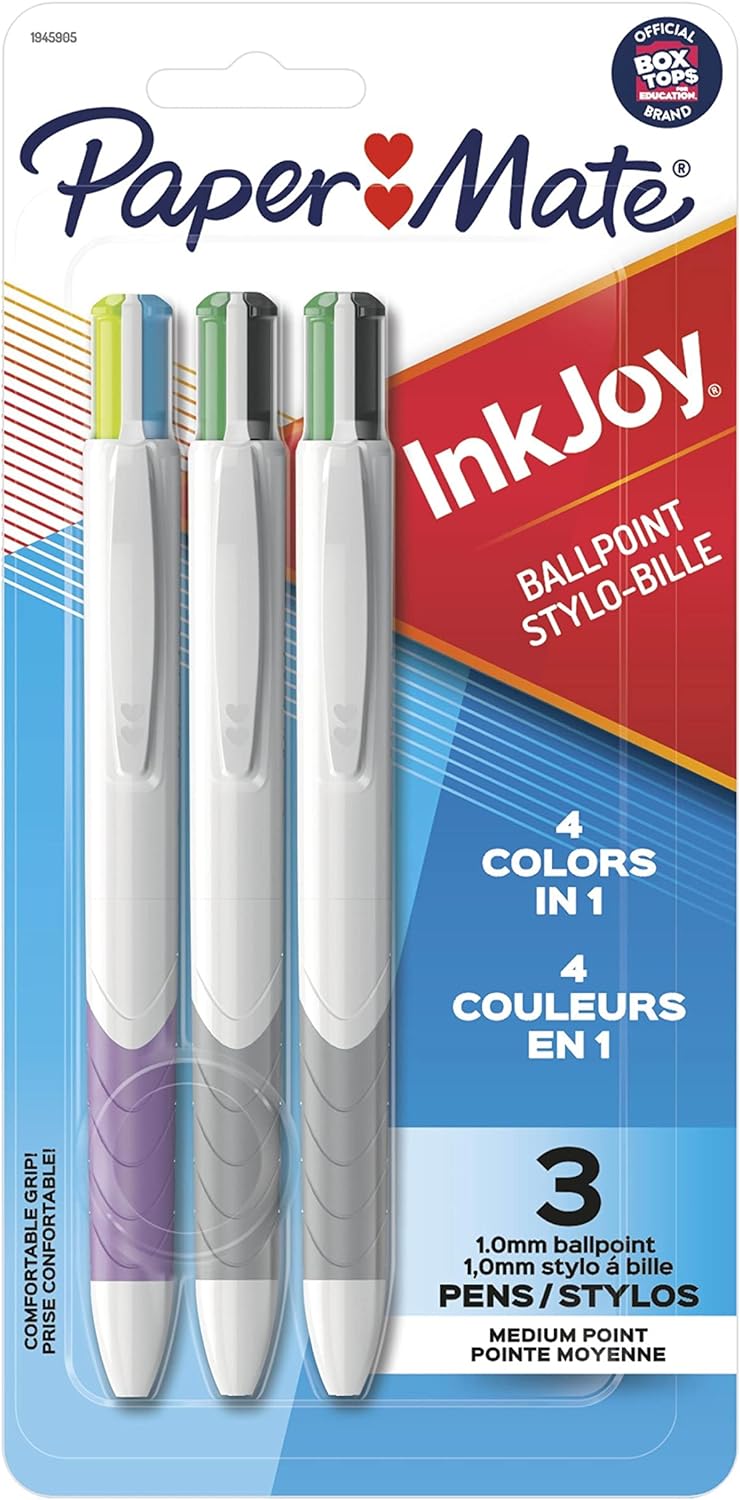 1945905
OFFICIAL
BOX
TOPS
FOR
EDUCATION.
BRAND
Paper Mate®
InkJoy®
BALLPOINT
STYLO-BILLE
4
COLORS
IN 1
4
COULEURS
EN 1
3
1.0mm ballpoint
1,0mm stylo á bille
PENS/STYLOS
MEDIUM POINT
POINTE MOYENNE
COMFORTABLE GRIP!
PRISE CONFORTABLE!